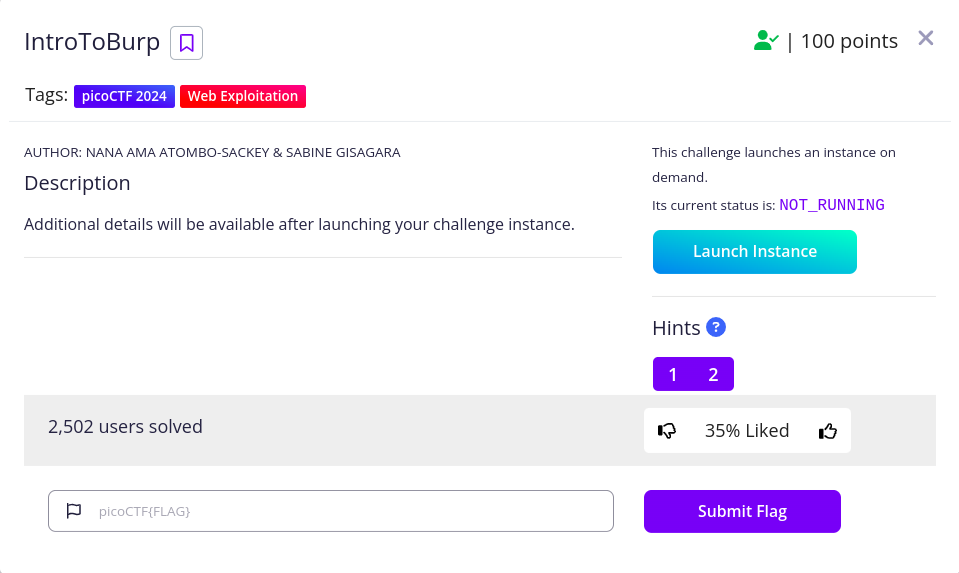 IntroToBurp
| 100 points
Tags: picoCTF 2024 Web Exploitation
AUTHOR: NANA AMA ATOMBO-SACKEY & SABINE GISAGARA
Description
Additional details will be available after launching your challenge instance.
This challenge launches an instance on
demand.
Its current status is: NOT_RUNNING
Launch Instance
Hints ?
1 2
2,502 users solved
35% Liked
picoCTF{FLAG}
Submit Flag